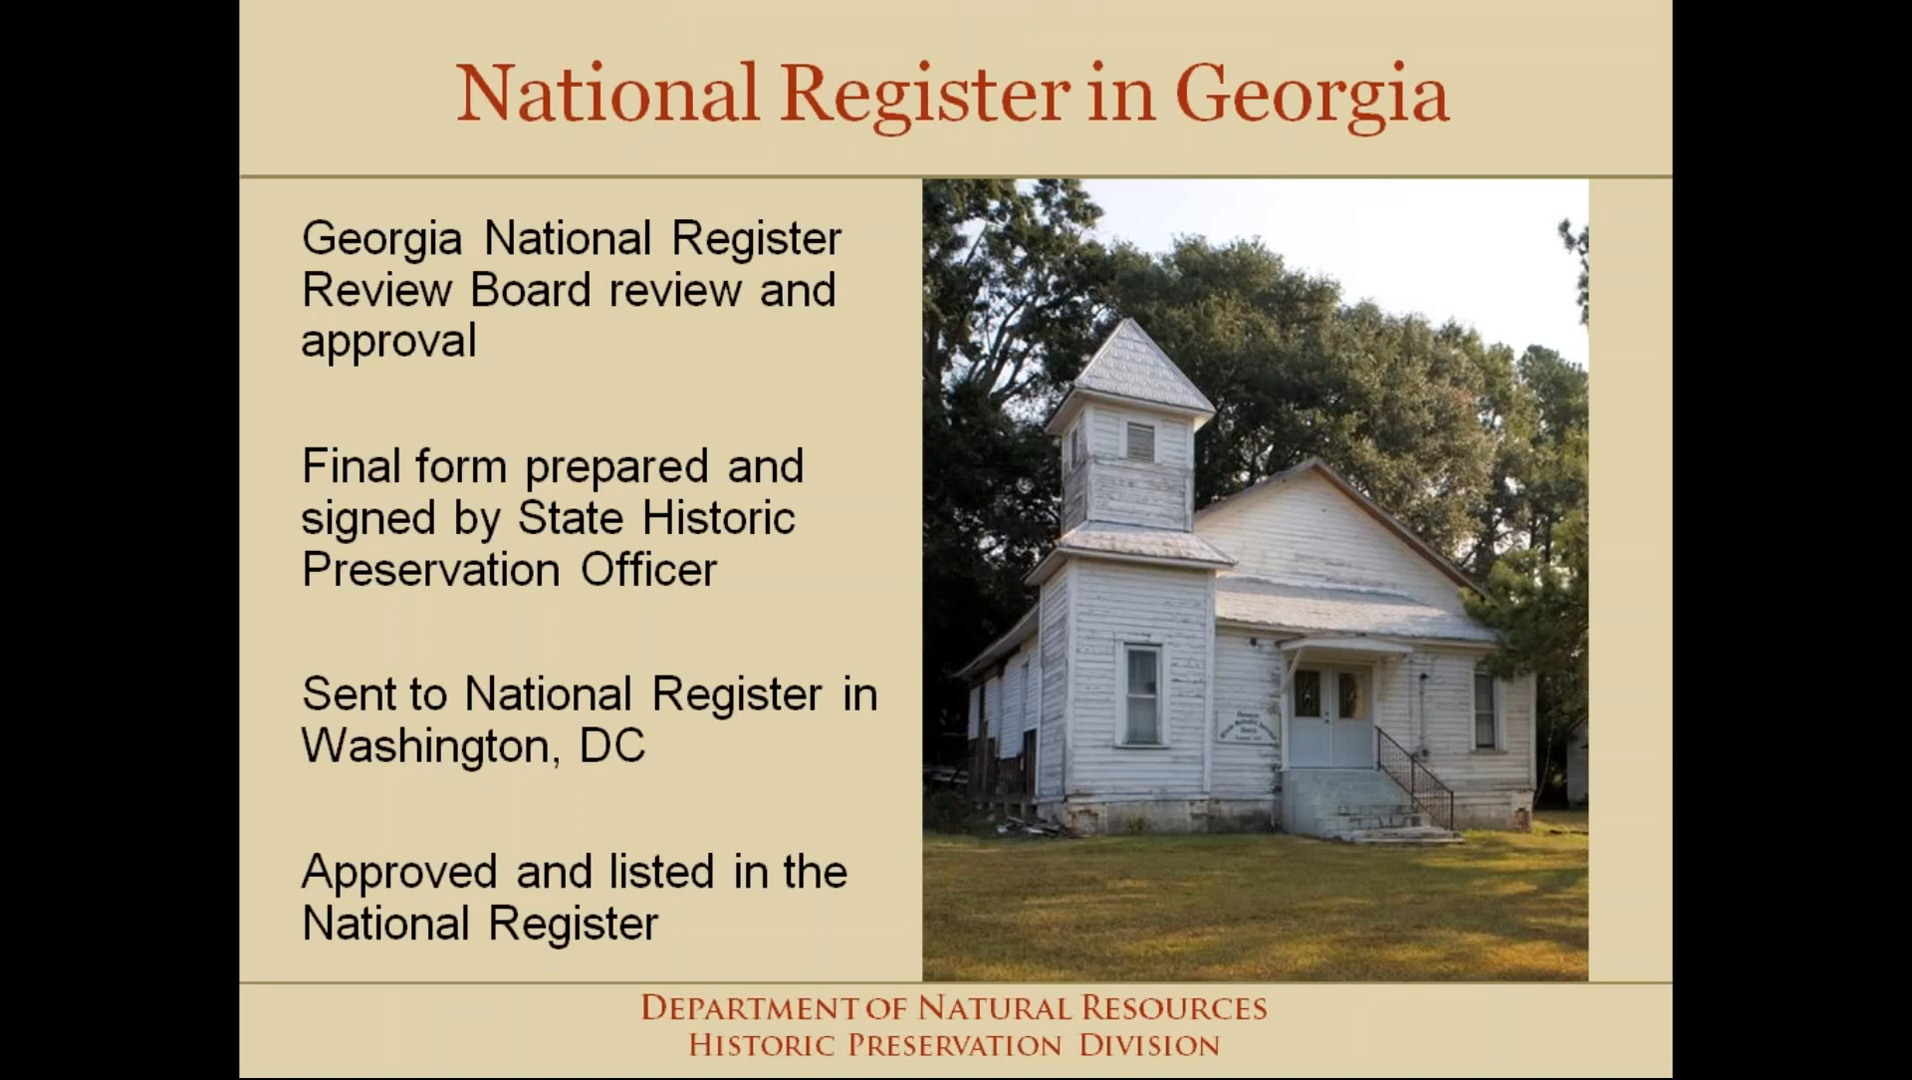 National Register in Georgia
Georgia National Register
Review Board review and
approval
Final form prepared and
signed by State Historic
Preservation Officer
Sent to National Register in
Washington, DC
Approved and listed in the
National Register
DEPARTMENT OF NATURAL RESOURCES
HISTORIC PRESERVATION DIVISION